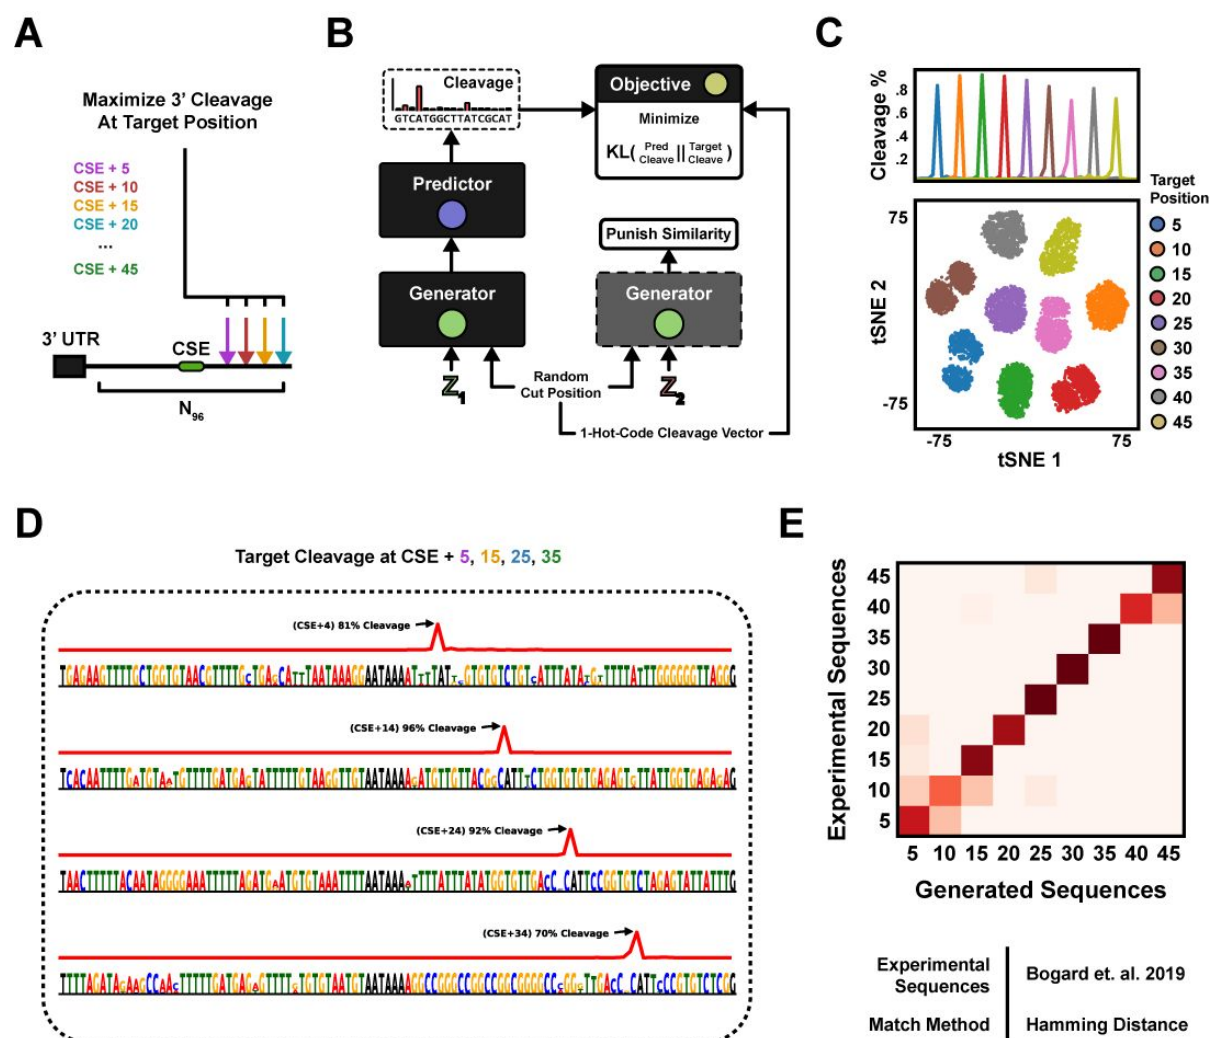 A
Maximize 3' Cleavage
At Target Position
CSE + 5
CSE + 10
CSE + 15
CSE + 20
...
CSE + 45
3' UTR
CSE
N96
B
Cleavage
GTCATGGCTTATCGCAT
Predictor
Generator
Z1
Objective
Minimize
KL( Pred Cleave || Target Cleave )
Punish Similarity
Generator
Z2
Random
Cut Position
1-Hot-Code Cleavage Vector
C
Cleavage %
.8
.6
.4
.2
75
-75
tSNE 2
-75
75
tSNE 1
Target
Position
5
10
15
20
25
30
35
40
45
D
Target Cleavage at CSE + 5, 15, 25, 35
(CSE+4) 81% Cleavage
(CSE+14) 96% Cleavage
(CSE+24) 92% Cleavage
(CSE+34) 70% Cleavage
E
Experimental Sequences
45
40
35
30
25
20
15
10
5
5 10 15 20 25 30 35 40 45
Generated Sequences
Experimental
Sequences
Bogard et. al. 2019
Match Method
Hamming Distance